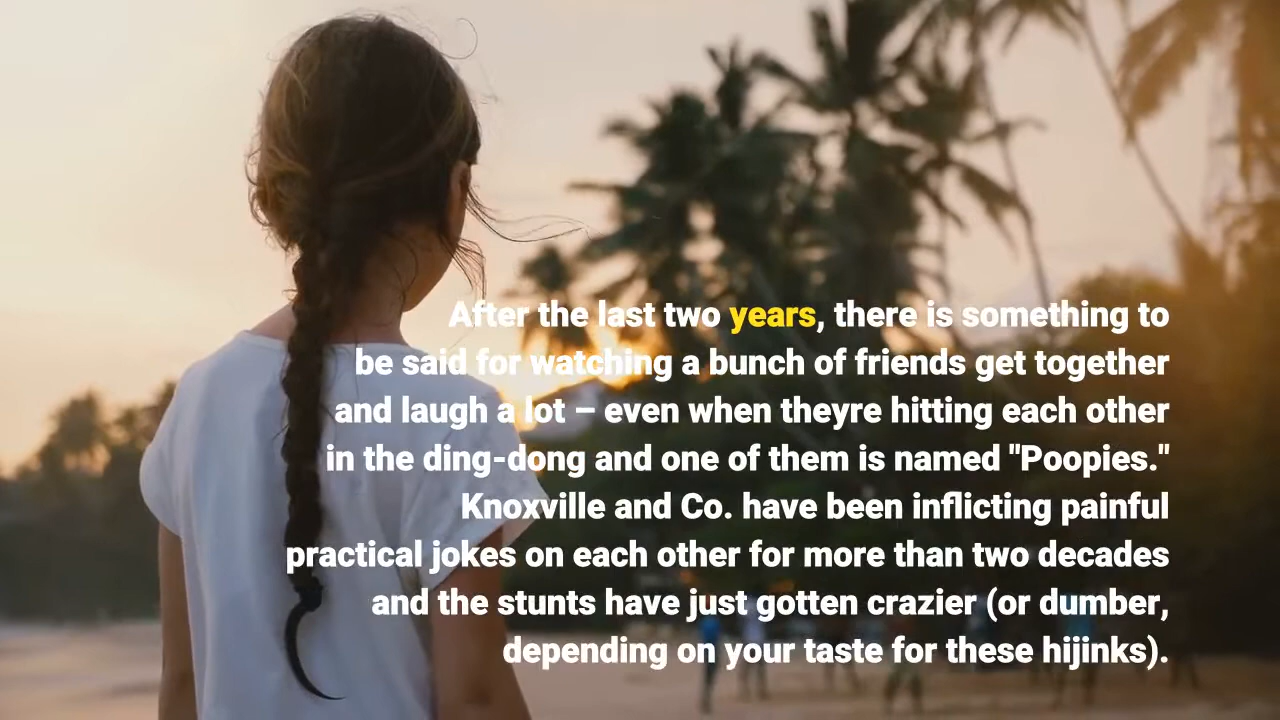 After the last two years, there is something to
be said for watching a bunch of friends get together
and laugh a lot – even when theyre hitting each other
in the ding-dong and one of them is named "Poopies."
Knoxville and Co. have been inflicting painful
practical jokes on each other for more than two decades
and the stunts have just gotten crazier (or dumber,
depending on your taste for these hijinks).